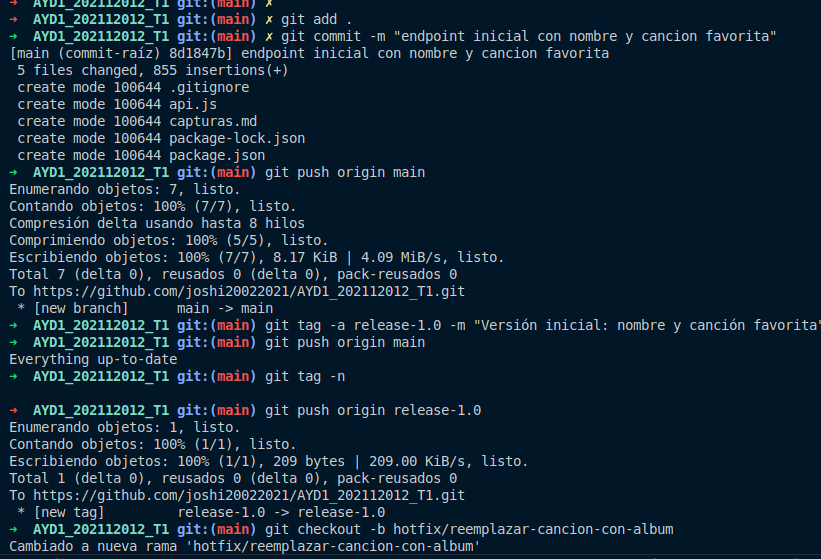 → AYD1_202112012_T1 git:(main) ✗
→ AYD1_202112012_T1 git:(main) ✗ git add .
→ AYD1_202112012_T1 git:(main) ✗ git commit -m "endpoint inicial con nombre y cancion favorita"
[main (commit-raíz) 8d1847b] endpoint inicial con nombre y cancion favorita
 5 files changed, 855 insertions(+)
 create mode 100644 .gitignore
 create mode 100644 api.js
 create mode 100644 capturas.md
 create mode 100644 package-lock.json
 create mode 100644 package.json
→ AYD1_202112012_T1 git:(main) git push origin main
Enumerando objetos: 7, listo.
Contando objetos: 100% (7/7), listo.
Compresión delta usando hasta 8 hilos
Comprimiendo objetos: 100% (5/5), listo.
Escribiendo objetos: 100% (7/7), 8.17 KiB | 4.09 MiB/s, listo.
Total 7 (delta 0), reusados 0 (delta 0), pack-reusados 0
To https://github.com/joshi20022021/AYD1_202112012_T1.git
 * [new branch]      main -> main
→ AYD1_202112012_T1 git:(main) git tag -a release-1.0 -m "Versión inicial: nombre y canción favorita"
→ AYD1_202112012_T1 git:(main) git push origin main
Everything up-to-date
→ AYD1_202112012_T1 git:(main) git tag -n
→ AYD1_202112012_T1 git:(main) git push origin release-1.0
Enumerando objetos: 1, listo.
Contando objetos: 100% (1/1), listo.
Escribiendo objetos: 100% (1/1), 209 bytes | 209.00 KiB/s, listo.
Total 1 (delta 0), reusados 0 (delta 0), pack-reusados 0
To https://github.com/joshi20022021/AYD1_202112012_T1.git
 * [new tag]         release-1.0 -> release-1.0
→ AYD1_202112012_T1 git:(main) git checkout -b hotfix/reemplazar-cancion-con-album
Cambiado a nueva rama 'hotfix/reemplazar-cancion-con-album'